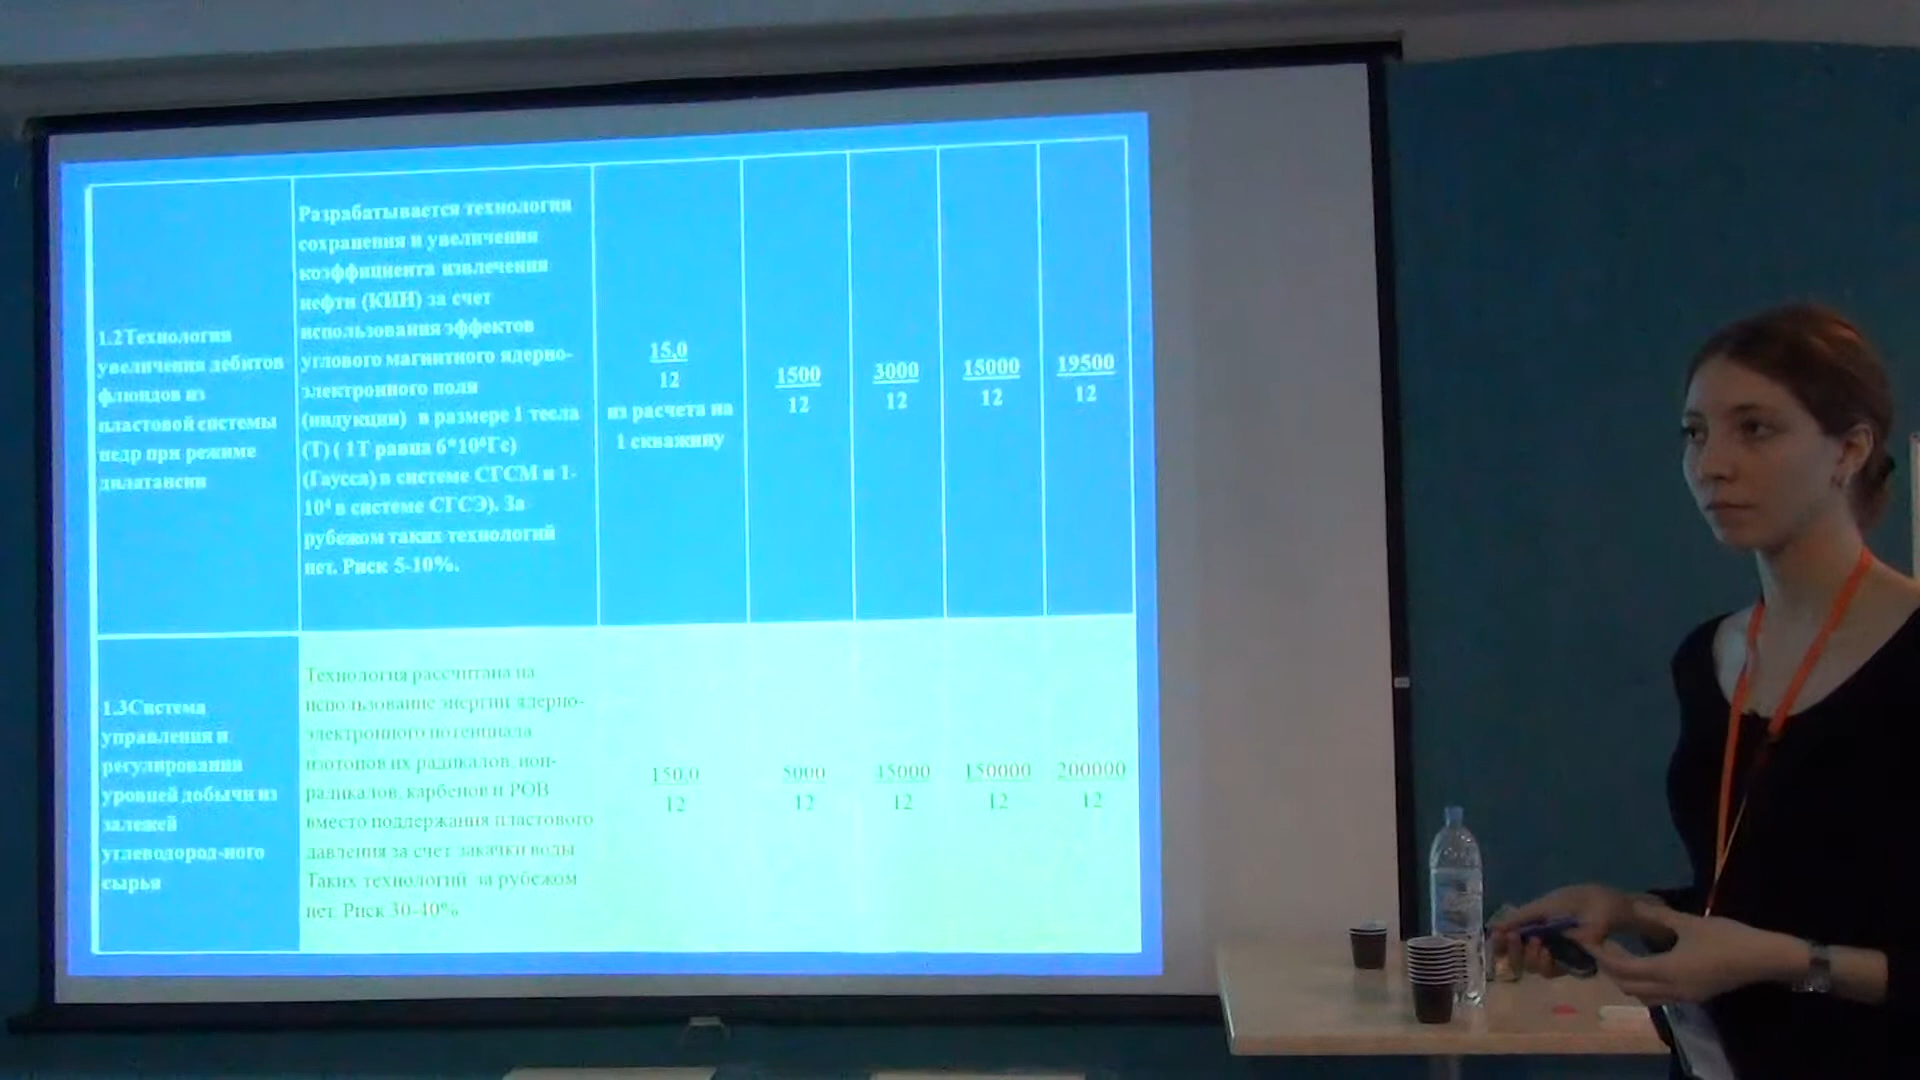 1.2Технология
увеличения дебитов
флюидов из
пластовой системы
недр при режиме
дилатансии
Разрабатывается технология
сохранения и увеличения
коэффициента извлечения
нефти (КИН) за счет
использования эффектов
углового магнитного ядерно-
электронного поля
(индукции) в размере 1 тесла
(Т) ( 1Т равна 6*10⁶Гс)
(Гаусса) в системе СГСМ и 1-
10⁴ в системе СГСЭ). За
рубежом таких технологий
нет. Риск 5-10%.
15,0
12
из расчета на
1 скважину
1500
12
3000
12
15000
12
19500
12
1.3Система
управления и
регулирования
уровней добычи из
залежей
углеводород-ного
сырья
Технология рассчитана на
использование энергии ядерно-
электронного потенциала
плотонов их радикалов, ион-
радикалов, карбенов и РОВ
вместо поддержания пластового
давления за счет закачки воды
Таких технологий за рубежом
нет. Риск 30-40%
150,0
12
5000
12
45000
12
150000
12
200000
12